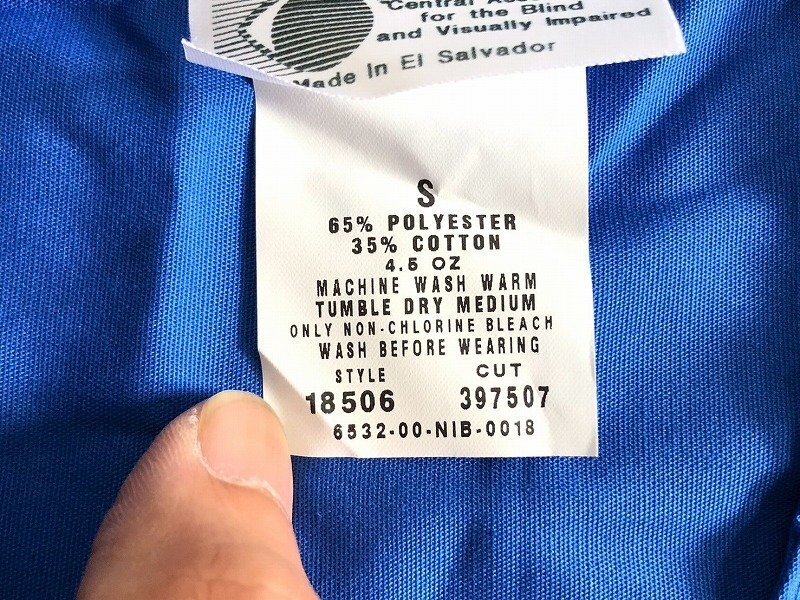 Central
for the Blind
and Visually Impaired
Made In El Salvador
S
65% POLYESTER
35% COTTON
4.5 OZ
MACHINE WASH WARM
TUMBLE DRY MEDIUM
ONLY NON-CHLORINE BLEACH
WASH BEFORE WEARING
STYLE CUT
18506 397507
6532-00-NIB-0018